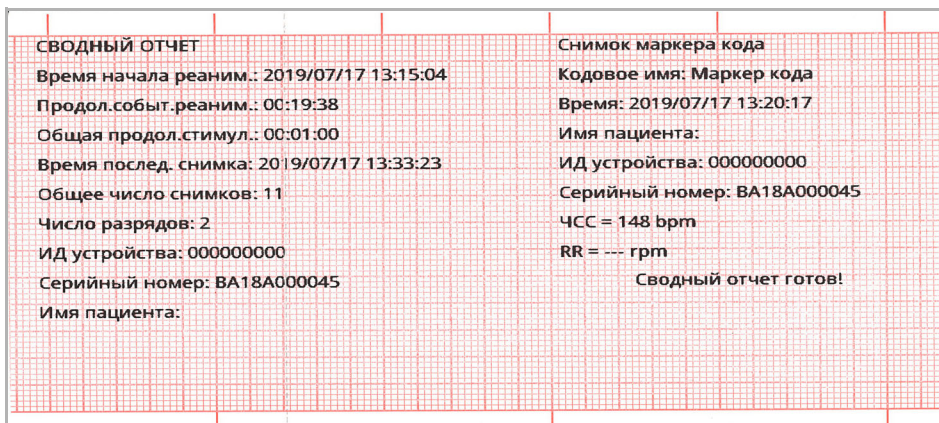 СВОДНЫЙ ОТЧЕТ
Время начала реаним.: 2019/07/17 13:15:04
Продол.событ.реаним.: 00:19:38
Общая продол.стимул.: 00:01:00
Время послед. снимка: 2019/07/17 13:33:23
Общее число снимков: 11
Число разрядов: 2
ИД устройства: 000000000
Серийный номер: BA18A000045
Имя пациента:
Снимок маркера кода
Кодовое имя: Маркер кода
Время: 2019/07/17 13:20:17
Имя пациента:
ИД устройства: 000000000
Серийный номер: BA18A000045
ЧСС = 148 bpm
RR = --- rpm
Сводный отчет готов!